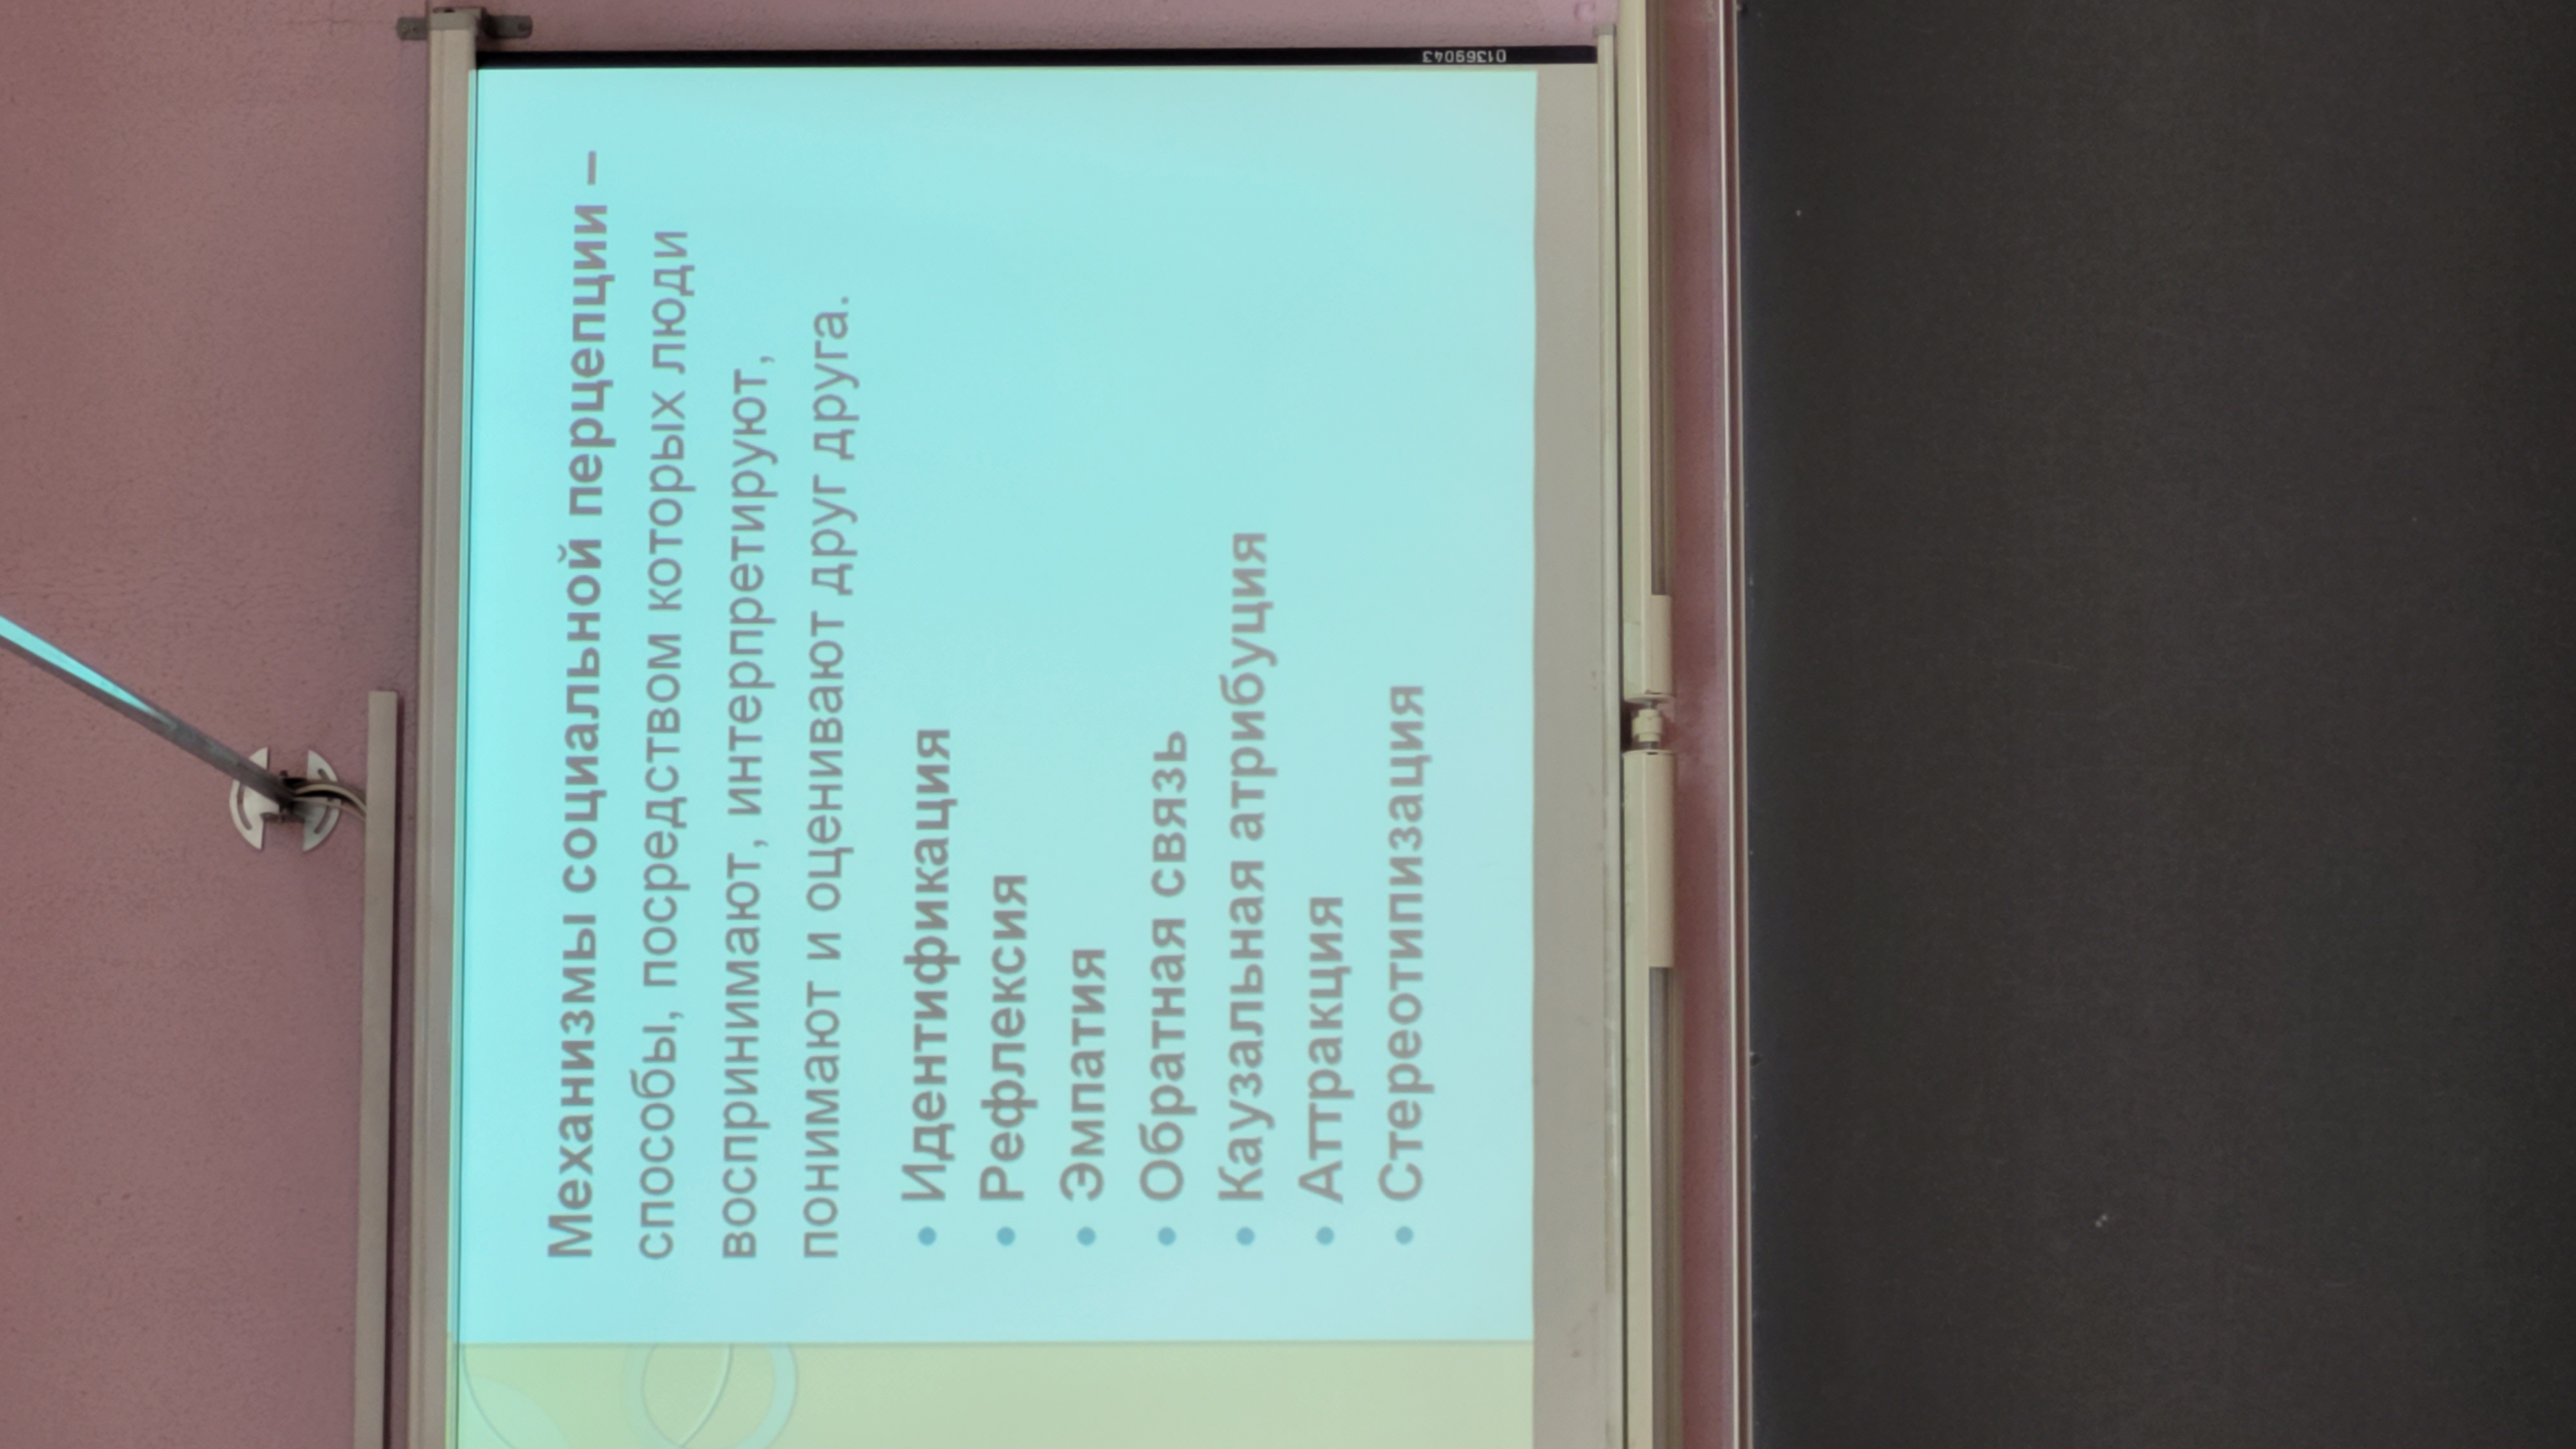 Механизмы социальной перцепции –
способы, посредством которых люди
воспринимают, интерпретируют,
понимают и оценивают друг друга.
• Идентификация
• Рефлексия
• Эмпатия
• Обратная связь
• Каузальная атрибуция
• Аттракция
• Стереотипизация
01369043